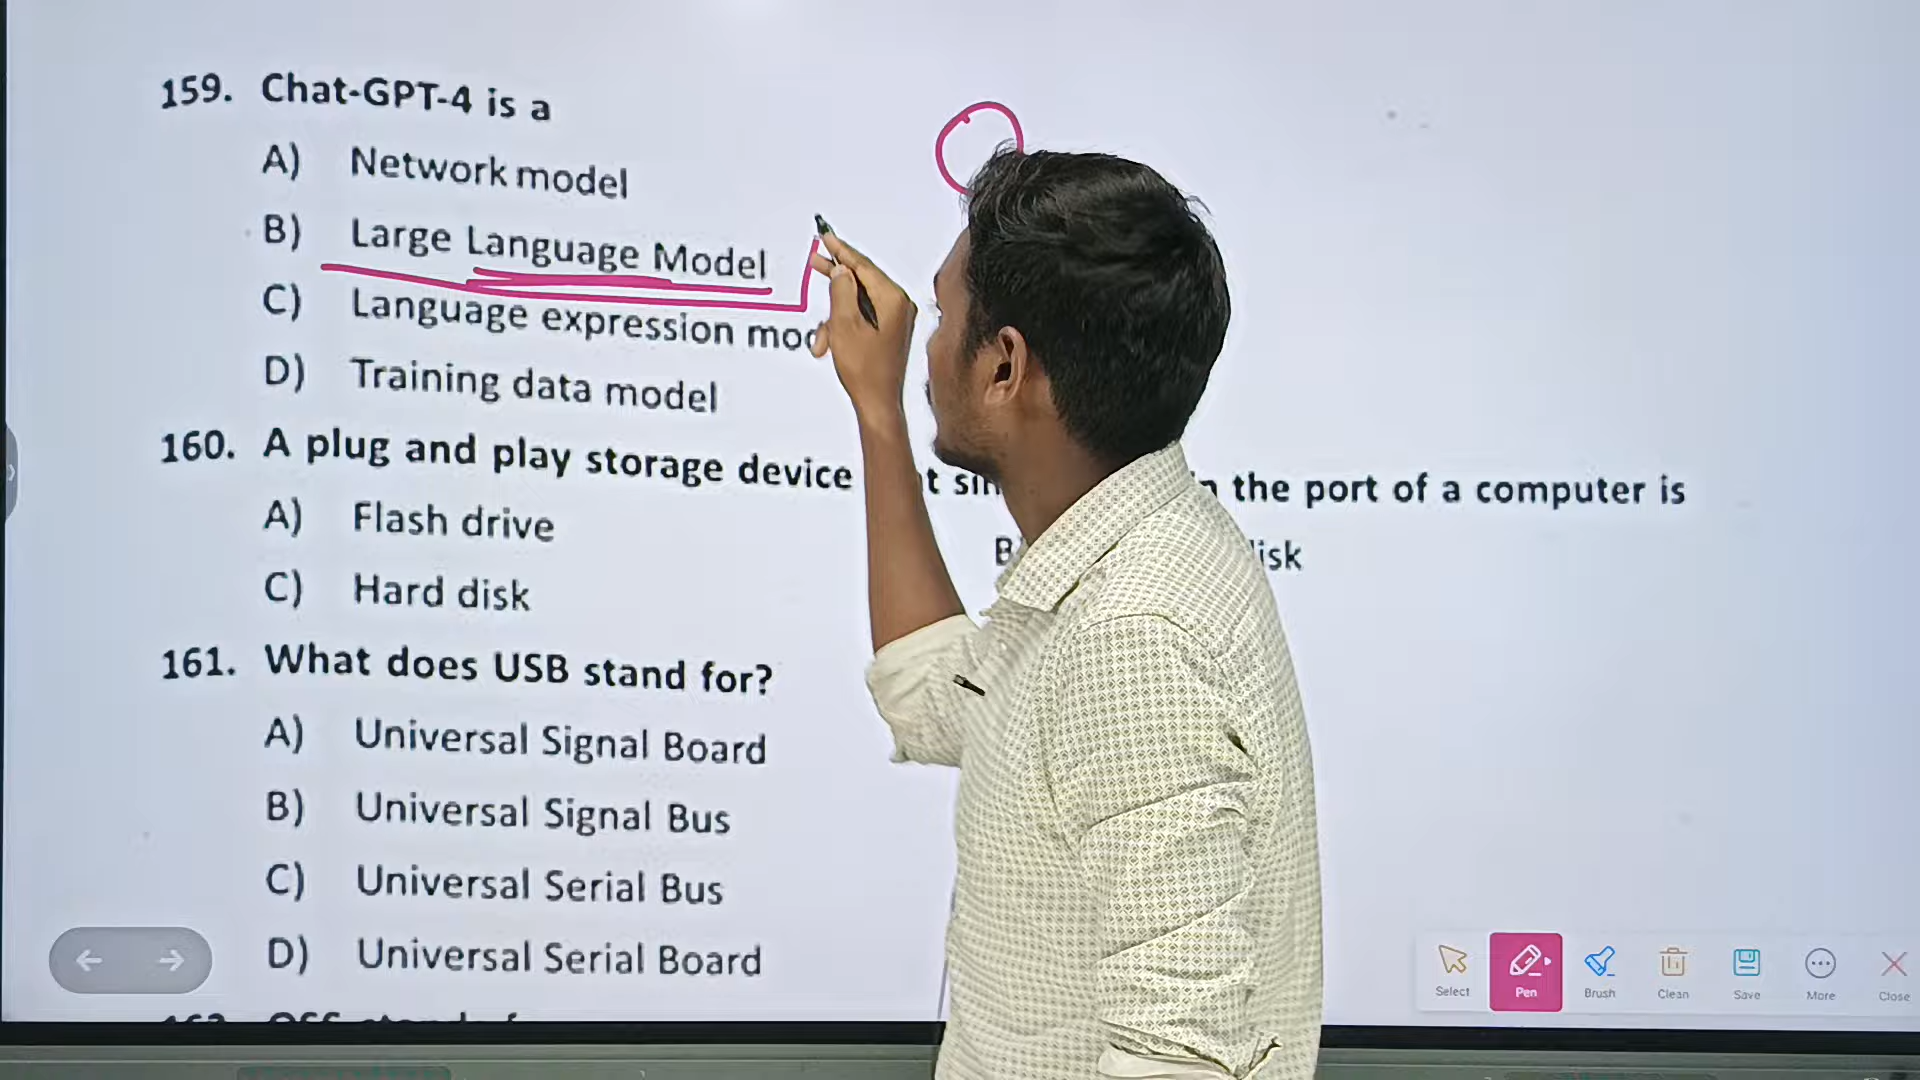 159. Chat-GPT-4 is a
A) Network model
B) Large Language Model
C) Language expression
D) Training data model
160. A plug and play storage device the port of a computer is
A) Flash drive
C) Hard disk
161. What does USB stand for?
A) Universal Signal Board
B) Universal Signal Bus
C) Universal Serial Bus
D) Universal Serial Board
Select Pen Brush Clean Save More Close